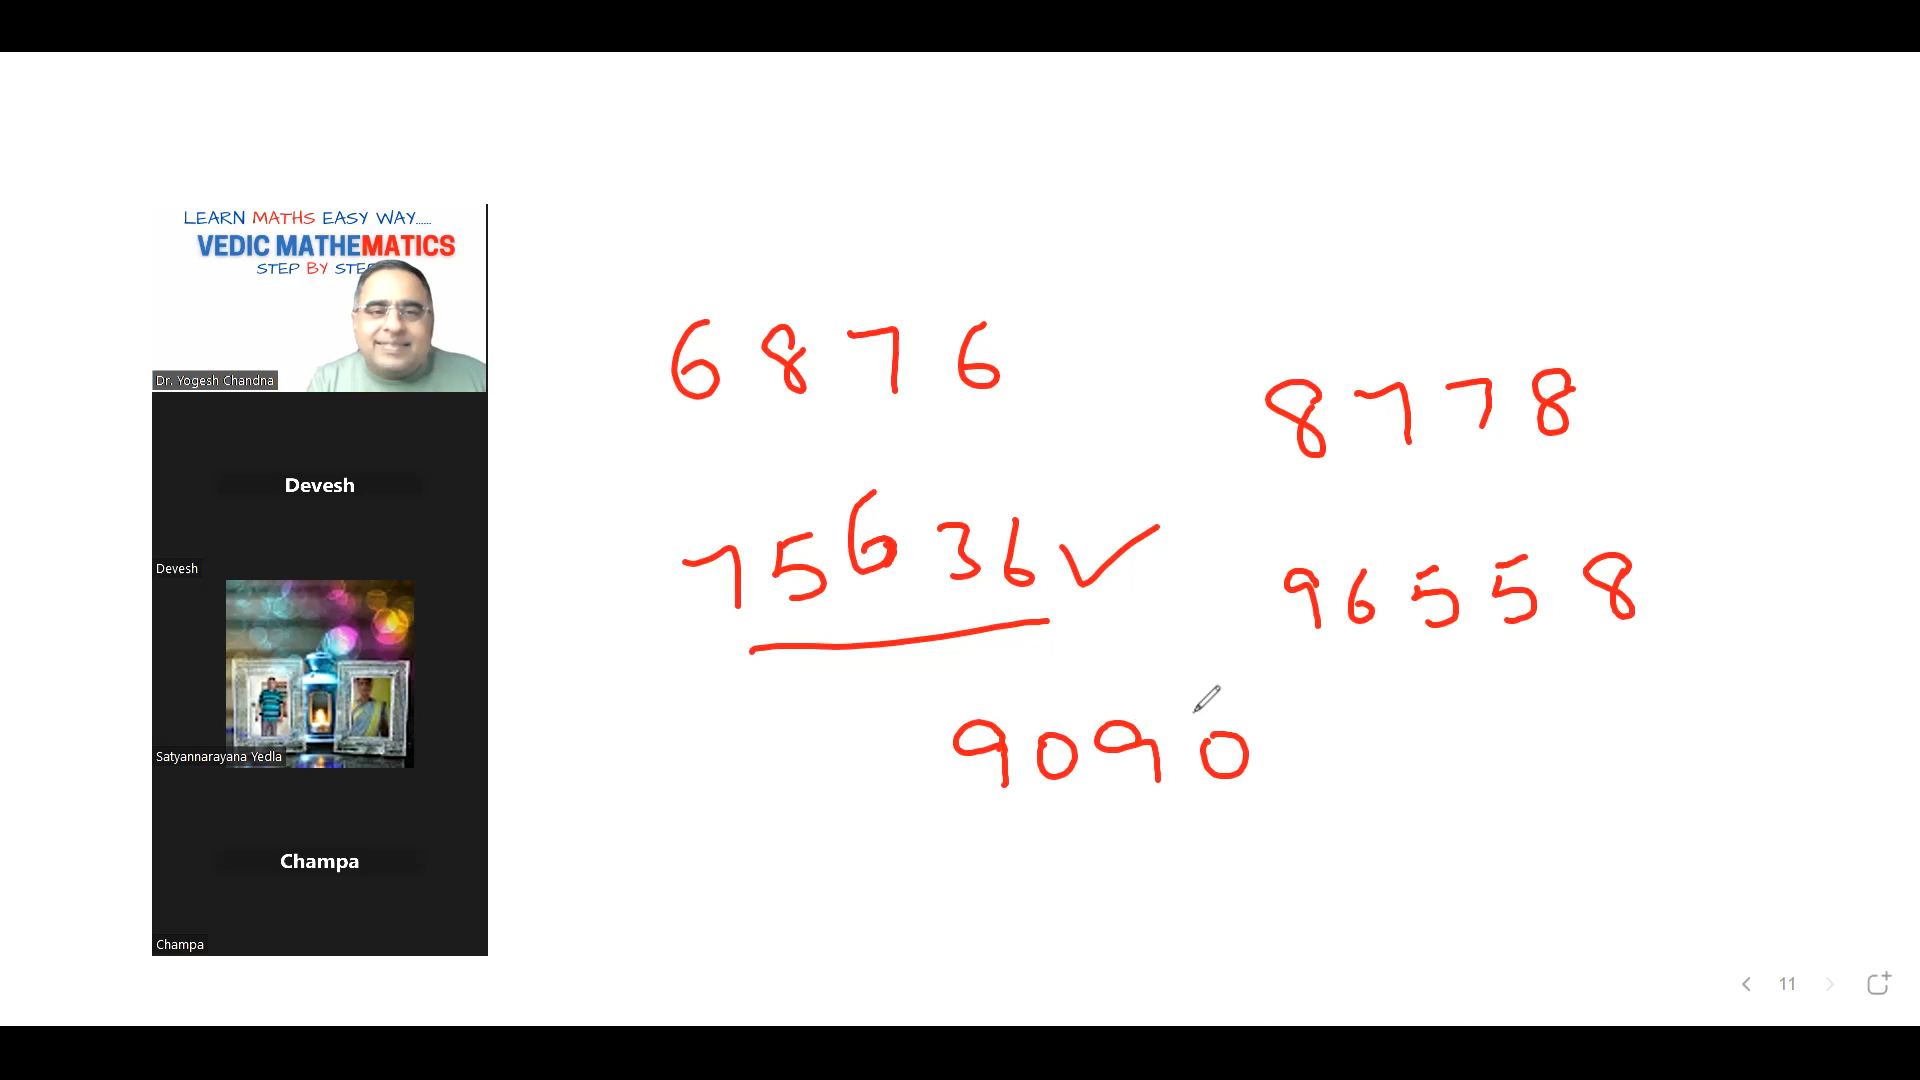 LEARN MATHS EASY WAY......
VEDIC MATHEMATICS
STEP BY STE
Dr. Yogesh Chandna
Devesh
Devesh
Satyannarayana Yedla
Champa
Champa
6876
8778
75636 ✓
96558
9090
11